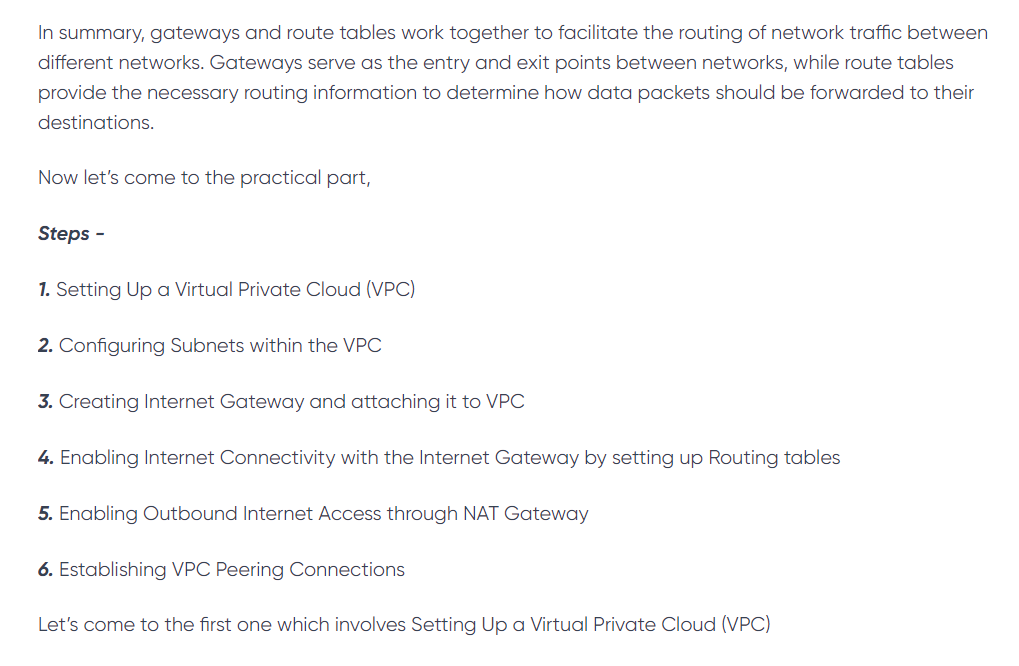 In summary, gateways and route tables work together to facilitate the routing of network traffic between
different networks. Gateways serve as the entry and exit points between networks, while route tables
provide the necessary routing information to determine how data packets should be forwarded to their
destinations.
Now let’s come to the practical part,
Steps -
1. Setting Up a Virtual Private Cloud (VPC)
2. Configuring Subnets within the VPC
3. Creating Internet Gateway and attaching it to VPC
4. Enabling Internet Connectivity with the Internet Gateway by setting up Routing tables
5. Enabling Outbound Internet Access through NAT Gateway
6. Establishing VPC Peering Connections
Let’s come to the first one which involves Setting Up a Virtual Private Cloud (VPC)